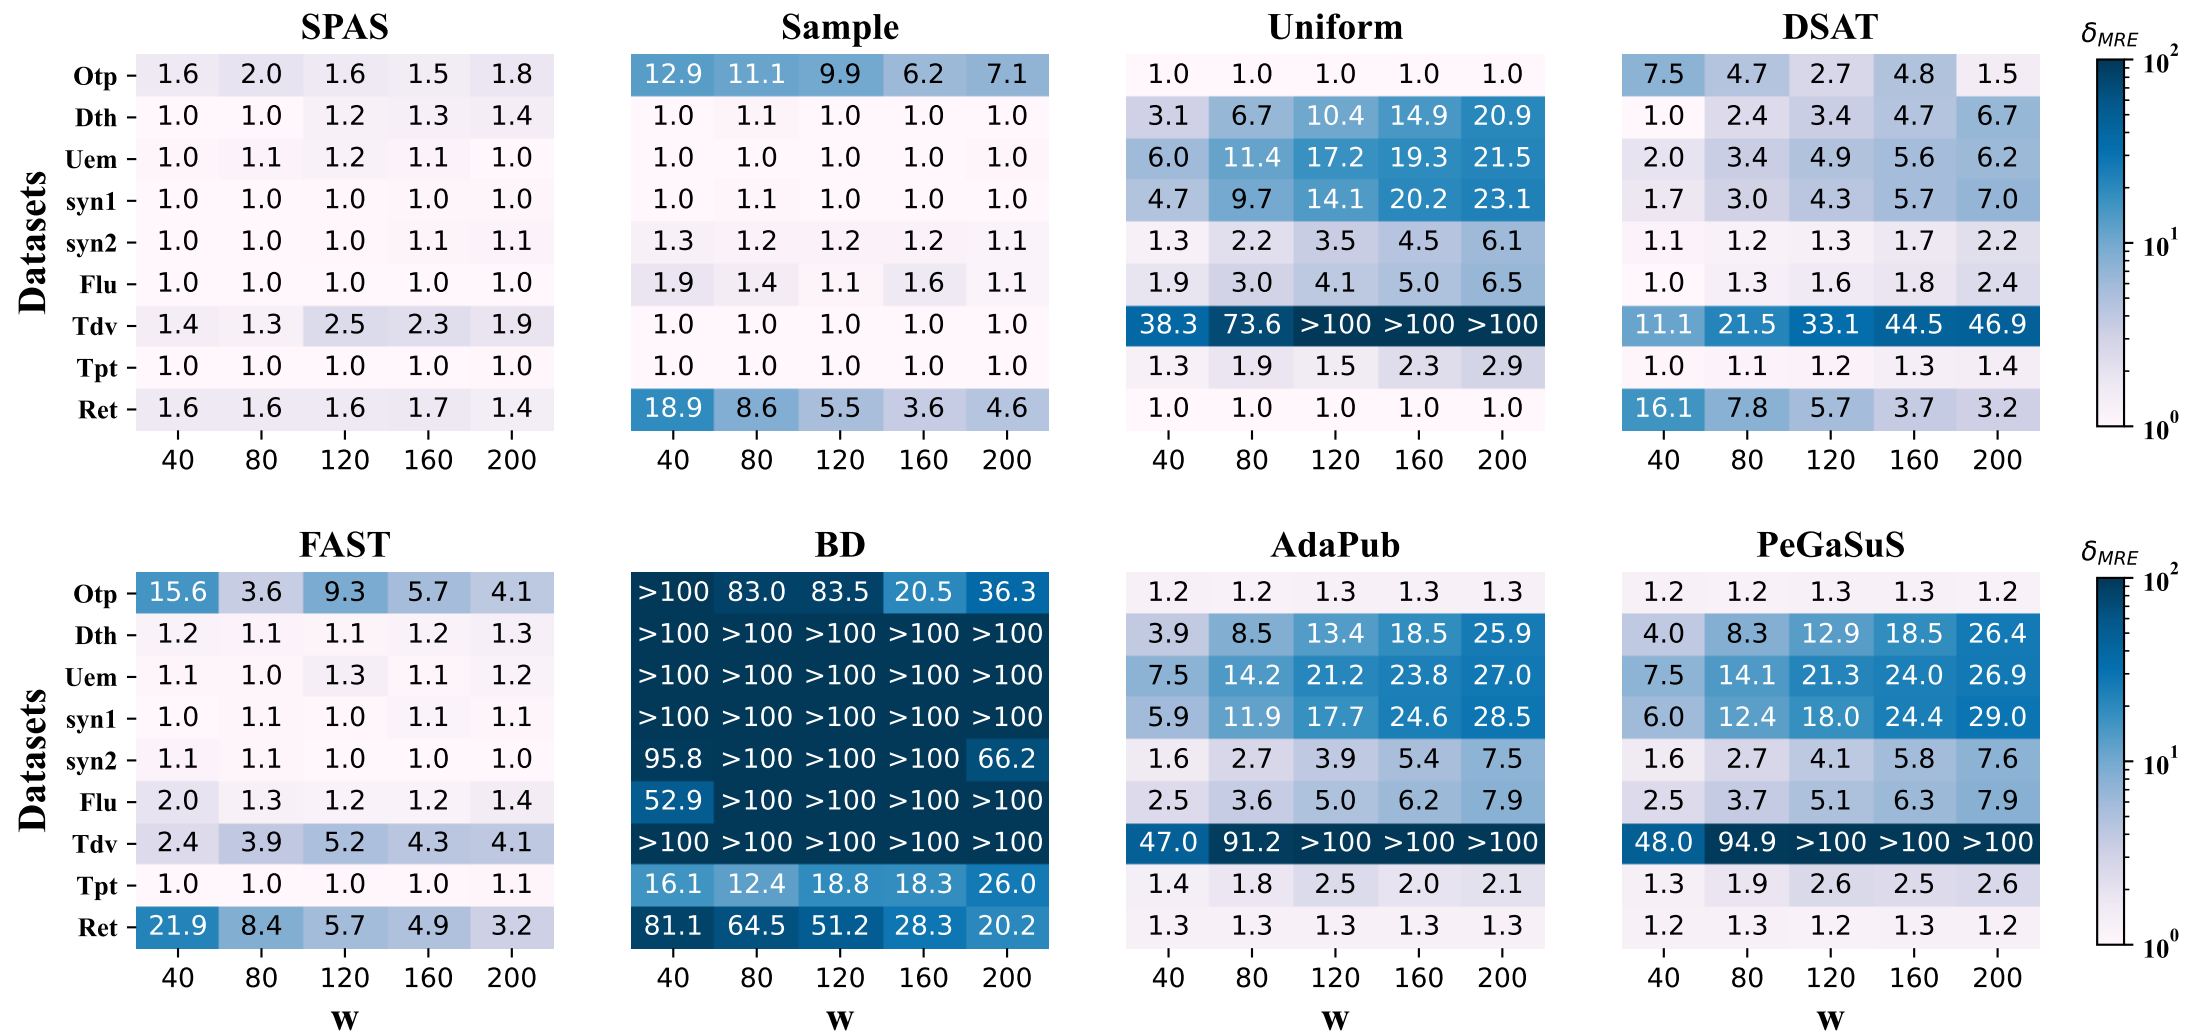 SPAS Sample Uniform DSAT
δMRE
Datasets
Otp 1.6 2.0 1.6 1.5 1.8 12.9 11.1 9.9 6.2 7.1 1.0 1.0 1.0 1.0 1.0 7.5 4.7 2.7 4.8 1.5
Dth 1.0 1.0 1.2 1.3 1.4 1.0 1.1 1.0 1.0 1.0 3.1 6.7 10.4 14.9 20.9 1.0 2.4 3.4 4.7 6.7
Uem 1.0 1.1 1.2 1.1 1.0 1.0 1.0 1.0 1.0 1.0 6.0 11.4 17.2 19.3 21.5 2.0 3.4 4.9 5.6 6.2
syn1 1.0 1.0 1.0 1.0 1.0 1.0 1.1 1.0 1.0 1.0 4.7 9.7 14.1 20.2 23.1 1.7 3.0 4.3 5.7 7.0
syn2 1.0 1.0 1.0 1.1 1.1 1.3 1.2 1.2 1.2 1.1 1.3 2.2 3.5 4.5 6.1 1.1 1.2 1.3 1.7 2.2
Flu 1.0 1.0 1.0 1.0 1.0 1.9 1.4 1.1 1.6 1.1 1.9 3.0 4.1 5.0 6.5 1.0 1.3 1.6 1.8 2.4
Tdv 1.4 1.3 2.5 2.3 1.9 1.0 1.0 1.0 1.0 1.0 38.3 73.6 >100 >100 >100 11.1 21.5 33.1 44.5 46.9
Tpt 1.0 1.0 1.0 1.0 1.0 1.0 1.0 1.0 1.0 1.0 1.3 1.9 1.5 2.3 2.9 1.0 1.1 1.2 1.3 1.4
Ret 1.6 1.6 1.6 1.7 1.4 18.9 8.6 5.5 3.6 4.6 1.0 1.0 1.0 1.0 1.0 16.1 7.8 5.7 3.7 3.2
40 80 120 160 200 40 80 120 160 200 40 80 120 160 200 40 80 120 160 200
10²
10¹
10⁰
FAST BD AdaPub PeGaSuS
δMRE
Datasets
Otp 15.6 3.6 9.3 5.7 4.1 >100 83.0 83.5 20.5 36.3 1.2 1.2 1.3 1.3 1.3 1.2 1.2 1.3 1.3 1.2
Dth 1.2 1.1 1.1 1.2 1.3 >100 >100 >100 >100 >100 3.9 8.5 13.4 18.5 25.9 4.0 8.3 12.9 18.5 26.4
Uem 1.1 1.0 1.3 1.1 1.2 >100 >100 >100 >100 >100 7.5 14.2 21.2 23.8 27.0 7.5 14.1 21.3 24.0 26.9
syn1 1.0 1.1 1.0 1.1 1.1 >100 >100 >100 >100 >100 5.9 11.9 17.7 24.6 28.5 6.0 12.4 18.0 24.4 29.0
syn2 1.1 1.1 1.0 1.0 1.0 95.8 >100 >100 >100 66.2 1.6 2.7 3.9 5.4 7.5 1.6 2.7 4.1 5.8 7.6
Flu 2.0 1.3 1.2 1.2 1.4 52.9 >100 >100 >100 >100 2.5 3.6 5.0 6.2 7.9 2.5 3.7 5.1 6.3 7.9
Tdv 2.4 3.9 5.2 4.3 4.1 >100 >100 >100 >100 >100 47.0 91.2 >100 >100 >100 48.0 94.9 >100 >100 >100
Tpt 1.0 1.0 1.0 1.0 1.1 16.1 12.4 18.8 18.3 26.0 1.4 1.8 2.5 2.0 2.1 1.3 1.9 2.6 2.5 2.6
Ret 21.9 8.4 5.7 4.9 3.2 81.1 64.5 51.2 28.3 20.2 1.3 1.3 1.3 1.3 1.3 1.2 1.3 1.2 1.3 1.2
40 80 120 160 200 40 80 120 160 200 40 80 120 160 200 40 80 120 160 200
w w w w
10²
10¹
10⁰